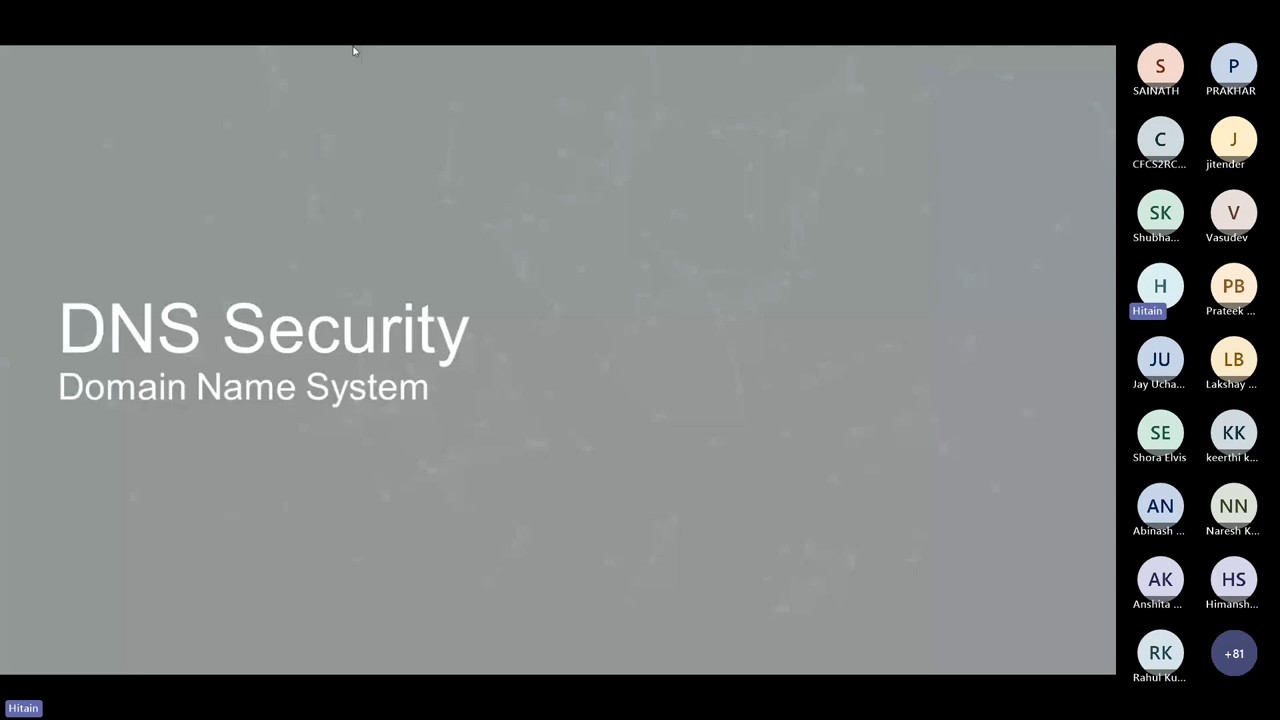 DNS Security
Domain Name System
S
SAINATH
P
PRAKHAR
C
CFCS2RC...
J
jitender
SK
Shubha...
V
Vasudev
H
Hitain
PB
Prateek ...
JU
Jay Ucha...
LB
Lakshay ...
SE
Shora Elvis
KK
keerthi k...
AN
Abinash ...
NN
Naresh K...
AK
Anshita ...
HS
Himansh...
RK
Rahul Ku...
+81
Hitain